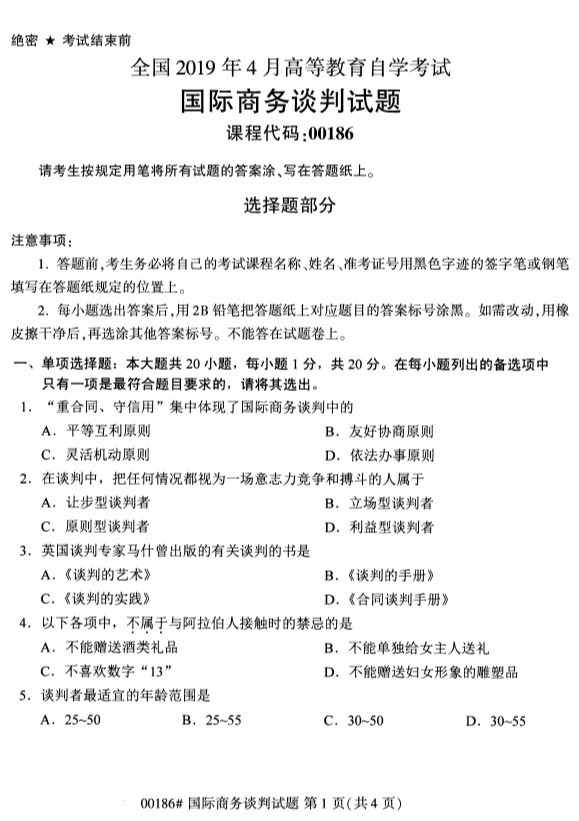 绝密 ★ 考试结束前
全国 2019 年 4 月高等教育自学考试
国际商务谈判试题
课程代码:00186
请考生按规定用笔将所有试题的答案涂、写在答题纸上。
选择题部分
注意事项:
1. 答题前,考生务必将自己的考试课程名称、姓名、准考证号用黑色字迹的签字笔或钢笔
填写在答题纸规定的位置上。
2. 每小题选出答案后,用 2B 铅笔把答题纸上对应题目的答案标号涂黑。如需改动,用橡
皮擦干净后,再选涂其他答案标号。不能答在试题卷上。
一、单项选择题：本大题共 20 小题，每小题 1 分，共 20 分。在每小题列出的备选项中
只有一项是最符合题目要求的，请将其选出。
1．“重合同、守信用”集中体现了国际商务谈判中的
A．平等互利原则 B．友好协商原则
C．灵活机动原则 D．依法办事原则
2．在谈判中，把任何情况都视为一场意志力竞争和搏斗的人属于
A．让步型谈判者 B．立场型谈判者
C．原则型谈判者 D．利益型谈判者
3．英国谈判专家马什曾出版的有关谈判的书是
A．《谈判的艺术》 B．《谈判的手册》
C．《谈判的实践》 D．《合同谈判手册》
4．以下各项中，不属于与阿拉伯人接触时的禁忌的是
A．不能赠送酒类礼品 B．不能单独给女主人送礼
C．不喜欢数字“13” D．不能赠送妇女形象的雕塑品
5．谈判者最适宜的年龄范围是
A．25~50 B．25~55 C．30~50 D．30~55
00186# 国际商务谈判试题 第 1 页(共 4 页)